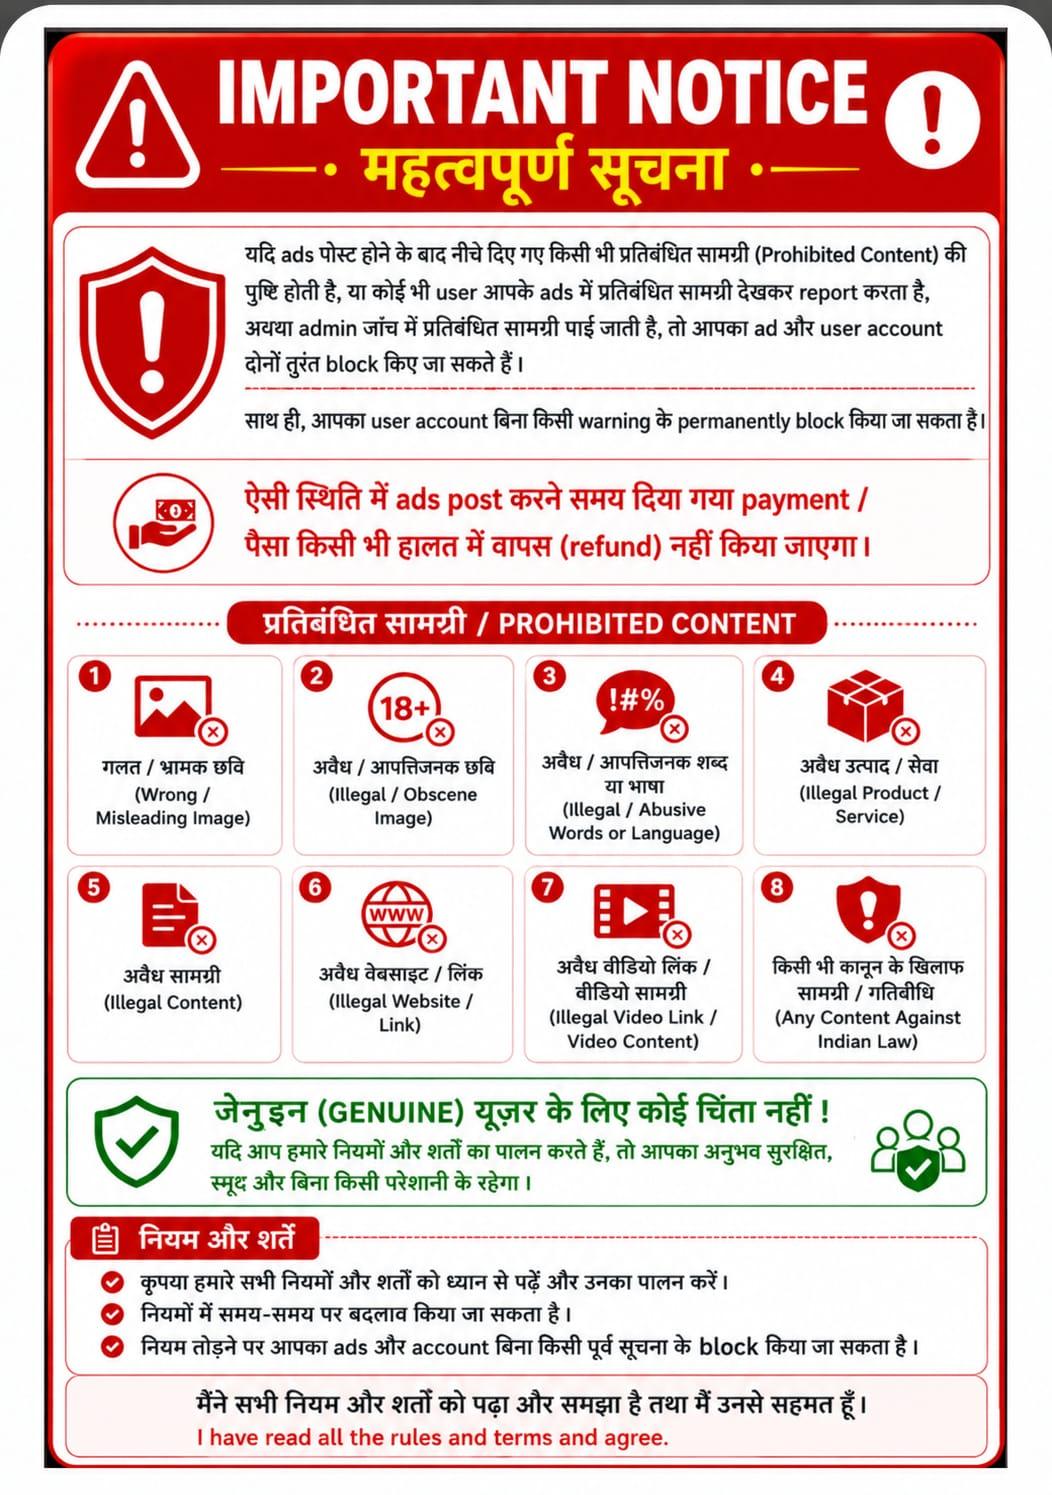 IMPORTANT NOTICE
महत्वपूर्ण सूचना
यदि ads पोस्ट होने के बाद नीचे दिए गए किसी भी प्रतिबंधित सामग्री (Prohibited Content) की
पुष्टि होती है, या कोई भी user आपके ads में प्रतिबंधित सामग्री देखकर report करता है,
अथवा admin जाँच में प्रतिबंधित सामग्री पाई जाती है, तो आपका ad और user account
दोनों तुरंत block किए जा सकते हैं।
साथ ही, आपका user account बिना किसी warning के permanently block किया जा सकता है।
ऐसी स्थिति में ads post करने समय दिया गया payment /
पैसा किसी भी हालत में वापस (refund) नहीं किया जाएगा।
प्रतिबंधित सामग्री / PROHIBITED CONTENT
1
गलत / भ्रामक छवि
(Wrong /
Misleading Image)
2
18+
अवैध / आपत्तिजनक छबि
(Illegal / Obscene
Image)
3
!#%
अवैध / आपत्तिजनक शब्द
या भाषा
(Illegal / Abusive
Words or Language)
4
अबैध उत्पाद / सेवा
(Illegal Product /
Service)
5
अवैध सामग्री
(Illegal Content)
6
WWW
अवैध वेबसाइट / लिंक
(Illegal Website /
Link)
7
अवैध वीडियो लिंक /
वीडियो सामग्री
(Illegal Video Link /
Video Content)
8
किसी भी कानून के खिलाफ
सामग्री / गतिबीधि
(Any Content Against
Indian Law)
जेनुइन (GENUINE) यूज़र के लिए कोई चिंता नहीं !
यदि आप हमारे नियमों और शर्तों का पालन करते हैं, तो आपका अनुभव सुरक्षित,
स्मूद और बिना किसी परेशानी के रहेगा।
नियम और शर्ते
कृपया हमारे सभी नियमों और शर्तों को ध्यान से पढ़ें और उनका पालन करें।
नियमों में समय-समय पर बदलाव किया जा सकता है।
नियम तोड़ने पर आपका ads और account बिना किसी पूर्व सूचना के block किया जा सकता है।
मैंने सभी नियम और शर्तों को पढ़ा और समझा है तथा मैं उनसे सहमत हूँ।
I have read all the rules and terms and agree.